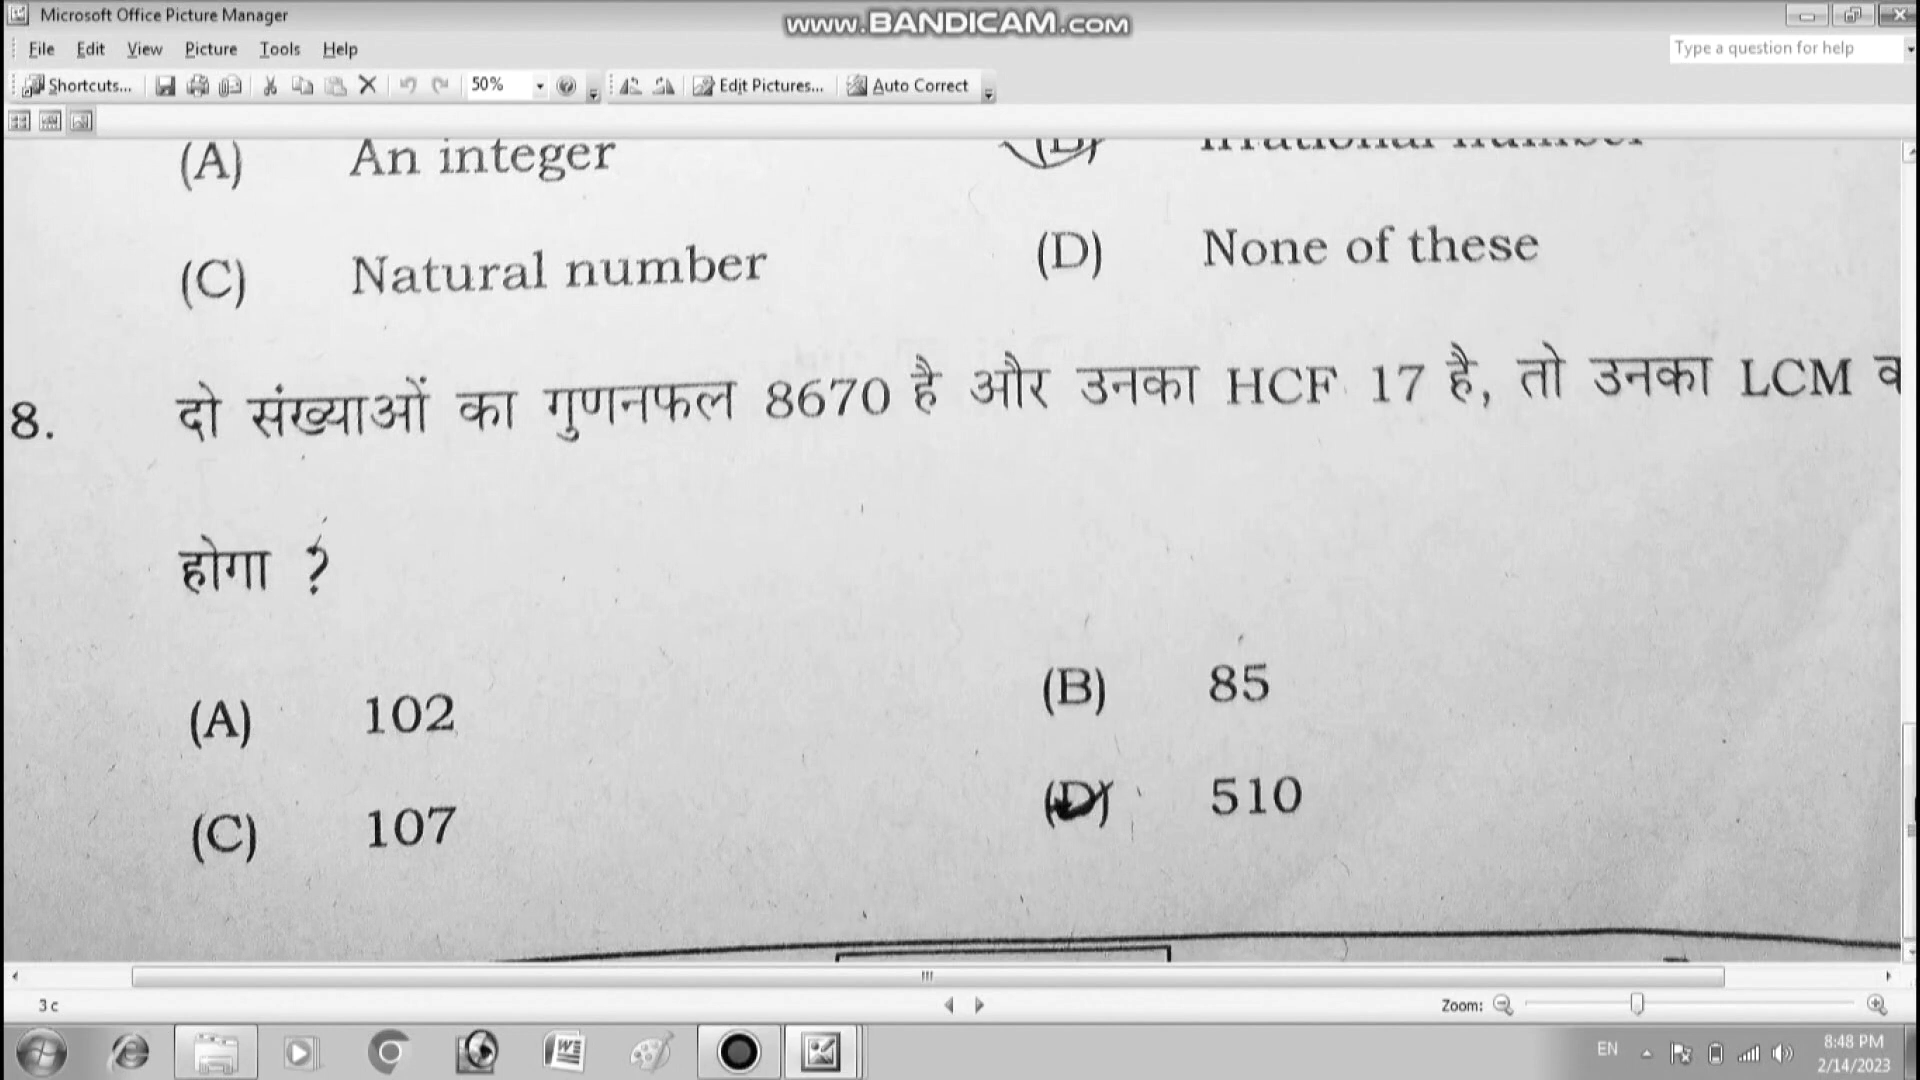 Microsoft Office Picture Manager
www.BANDICAM.com
File Edit View Picture Tools Help
Type a question for help
Shortcuts... 50% Edit Pictures... Auto Correct
(A) An integer
(C) Natural number (D) None of these
8. दो संख्याओं का गुणनफल 8670 है और उनका HCF 17 है, तो उनका LCM
होगा ?
(A) 102 (B) 85
(C) 107 (D) 510
3 c
Zoom:
EN
8:48 PM
2/14/2023